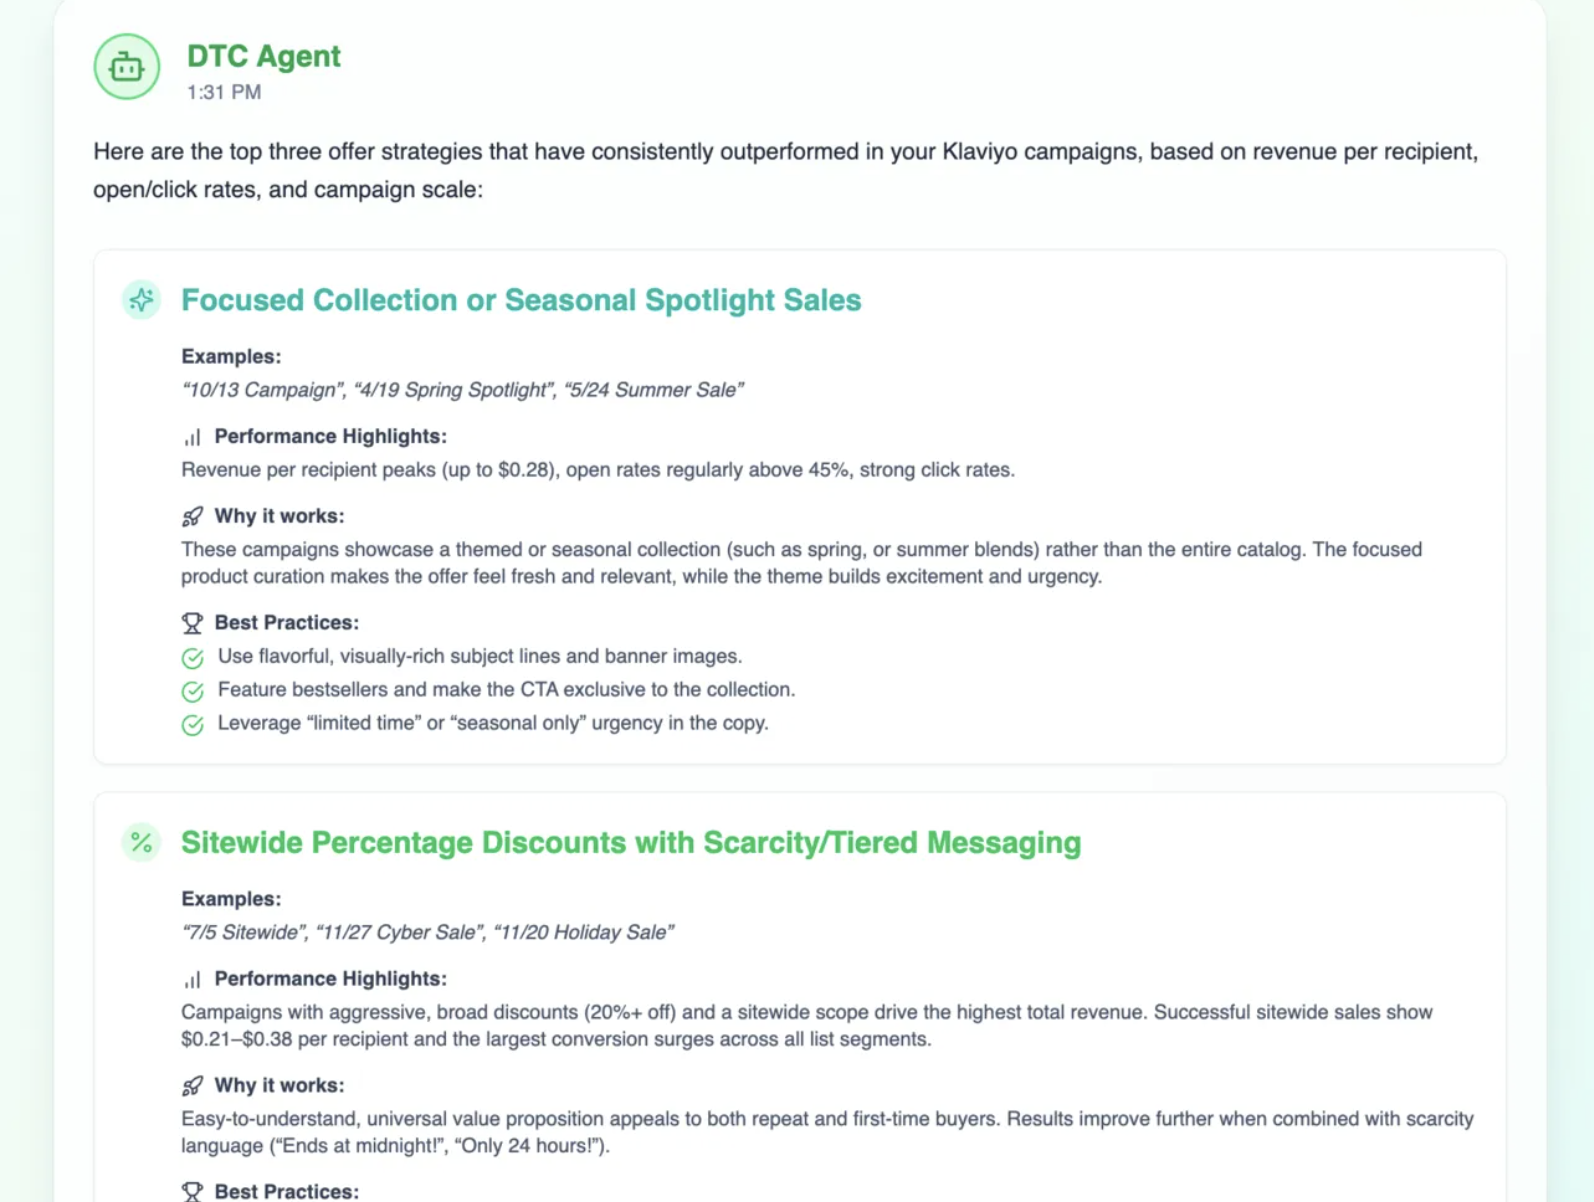 DTC Agent
1:31 PM
Here are the top three offer strategies that have consistently outperformed in your Klaviyo campaigns, based on revenue per recipient,
open/click rates, and campaign scale:
Focused Collection or Seasonal Spotlight Sales
Examples:
“10/13 Campaign”, “4/19 Spring Spotlight”, “5/24 Summer Sale”
Performance Highlights:
Revenue per recipient peaks (up to $0.28), open rates regularly above 45%, strong click rates.
Why it works:
These campaigns showcase a themed or seasonal collection (such as spring, or summer blends) rather than the entire catalog. The focused
product curation makes the offer feel fresh and relevant, while the theme builds excitement and urgency.
Best Practices:
Use flavorful, visually-rich subject lines and banner images.
Feature bestsellers and make the CTA exclusive to the collection.
Leverage “limited time” or “seasonal only” urgency in the copy.
%
Sitewide Percentage Discounts with Scarcity/Tiered Messaging
Examples:
“7/5 Sitewide”, “11/27 Cyber Sale”, “11/20 Holiday Sale”
Performance Highlights:
Campaigns with aggressive, broad discounts (20%+ off) and a sitewide scope drive the highest total revenue. Successful sitewide sales show
$0.21–$0.38 per recipient and the largest conversion surges across all list segments.
Why it works:
Easy-to-understand, universal value proposition appeals to both repeat and first-time buyers. Results improve further when combined with scarcity
language (“Ends at midnight!”, “Only 24 hours!”).
Best Practices: